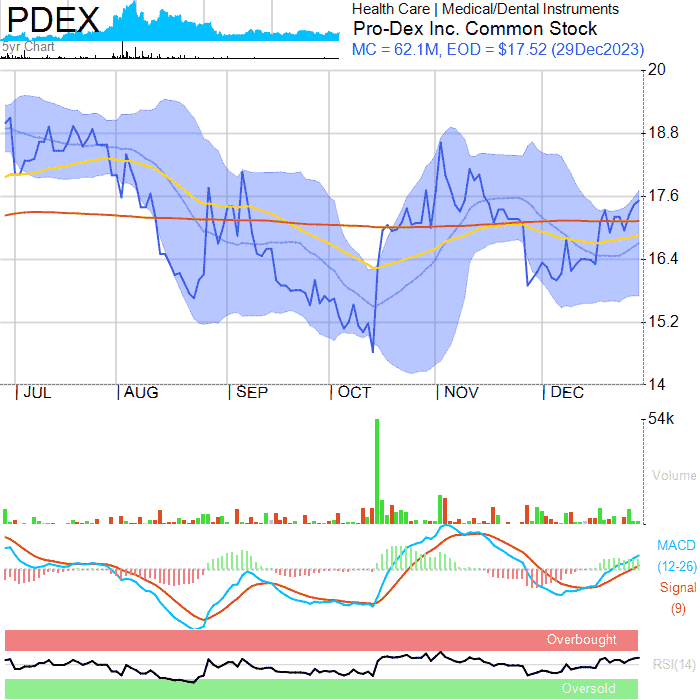 PDEX
5yr Chart
Health Care | Medical/Dental Instruments
Pro-Dex Inc. Common Stock
MC = 62.1M, EOD = $17.52 (29Dec2023)
20
18.8
17.6
16.4
15.2
14
JUL AUG SEP OCT NOV DEC
54k
Volume
MACD
(12-26)
Signal
(9)
Overbought
RSI(14)
Oversold